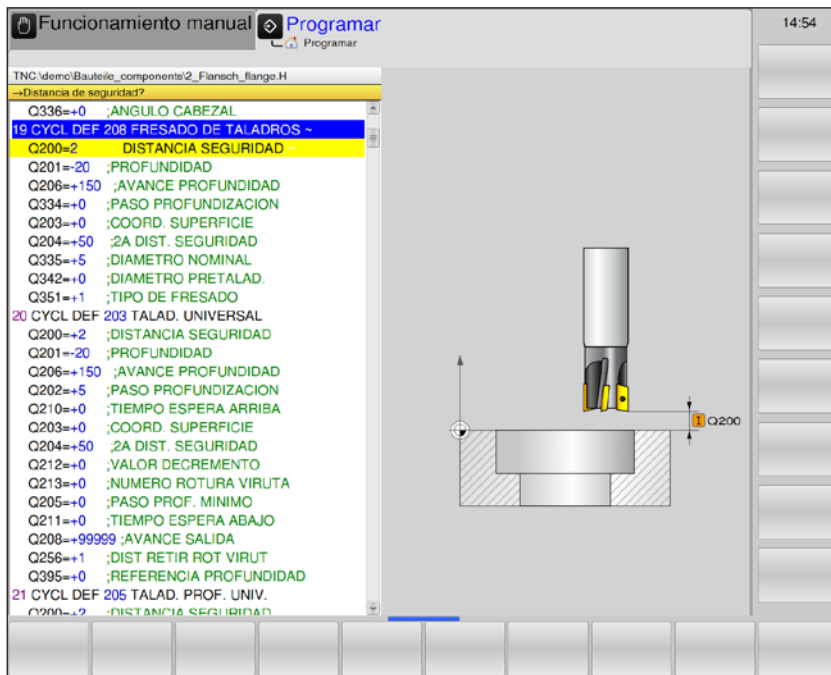 Funcionamiento manual
Programar
Programar
14:54
TNC:\demo\Bauteile_components\2_Flansch_flange.H
→Distancia de seguridad?
Q336=+0 ;ANGULO CABEZAL
19 CYCL DEF 208 FRESADO DE TALADROS ~
Q200=2 DISTANCIA SEGURIDAD ~
Q201=-20 ;PROFUNDIDAD
Q206=+150 ;AVANCE PROFUNDIDAD
Q334=+0 ;PASO PROFUNDIZACION
Q203=+0 ;COORD. SUPERFICIE
Q204=+50 ;2A DIST. SEGURIDAD
Q335=+5 ;DIAMETRO NOMINAL
Q342=+0 ;DIAMETRO PRETALAD.
Q351=+1 ;TIPO DE FRESADO
20 CYCL DEF 203 TALAD. UNIVERSAL
Q200=+2 ;DISTANCIA SEGURIDAD
Q201=-20 ;PROFUNDIDAD
Q206=+150 ;AVANCE PROFUNDIDAD
Q202=+5 ;PASO PROFUNDIZACION
Q210=+0 ;TIEMPO ESPERA ARRIBA
Q203=+0 ;COORD. SUPERFICIE
Q204=+50 ;2A DIST. SEGURIDAD
Q212=+0 ;VALOR DECREMENTO
Q213=+0 ;NUMERO ROTURA VIRUTA
Q205=+0 ;PASO PROF. MINIMO
Q211=+0 ;TIEMPO ESPERA ABAJO
Q208=+99999 ;AVANCE SALIDA
Q256=+1 ;DIST RETIR ROT VIRUT
Q395=+0 ;REFERENCIA PROFUNDIDAD
21 CYCL DEF 205 TALAD. PROF. UNIV.
Q200=+2 ;DISTANCIA SEGURIDAD
Q200